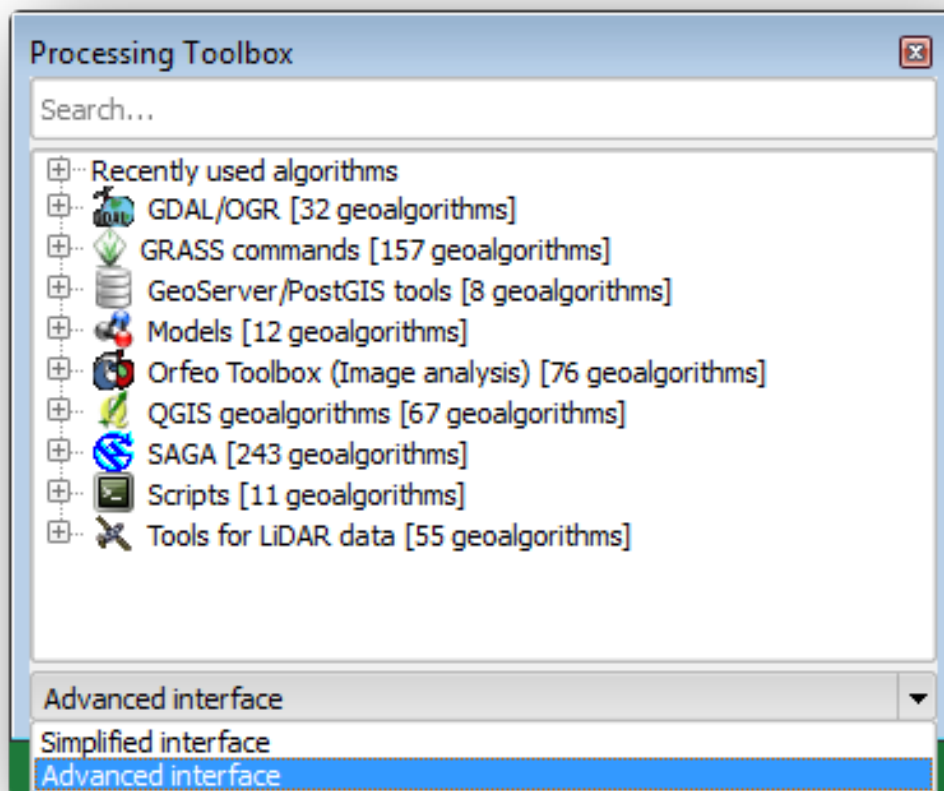 Processing Toolbox
Search...
Recently used algorithms
GDAL/OGR [32 geoalgorithms]
GRASS commands [157 geoalgorithms]
GeoServer/PostGIS tools [8 geoalgorithms]
Models [12 geoalgorithms]
Orfeo Toolbox (Image analysis) [76 geoalgorithms]
QGIS geoalgorithms [67 geoalgorithms]
SAGA [243 geoalgorithms]
Scripts [11 geoalgorithms]
Tools for LiDAR data [55 geoalgorithms]
Advanced interface
Simplified interface
Advanced interface